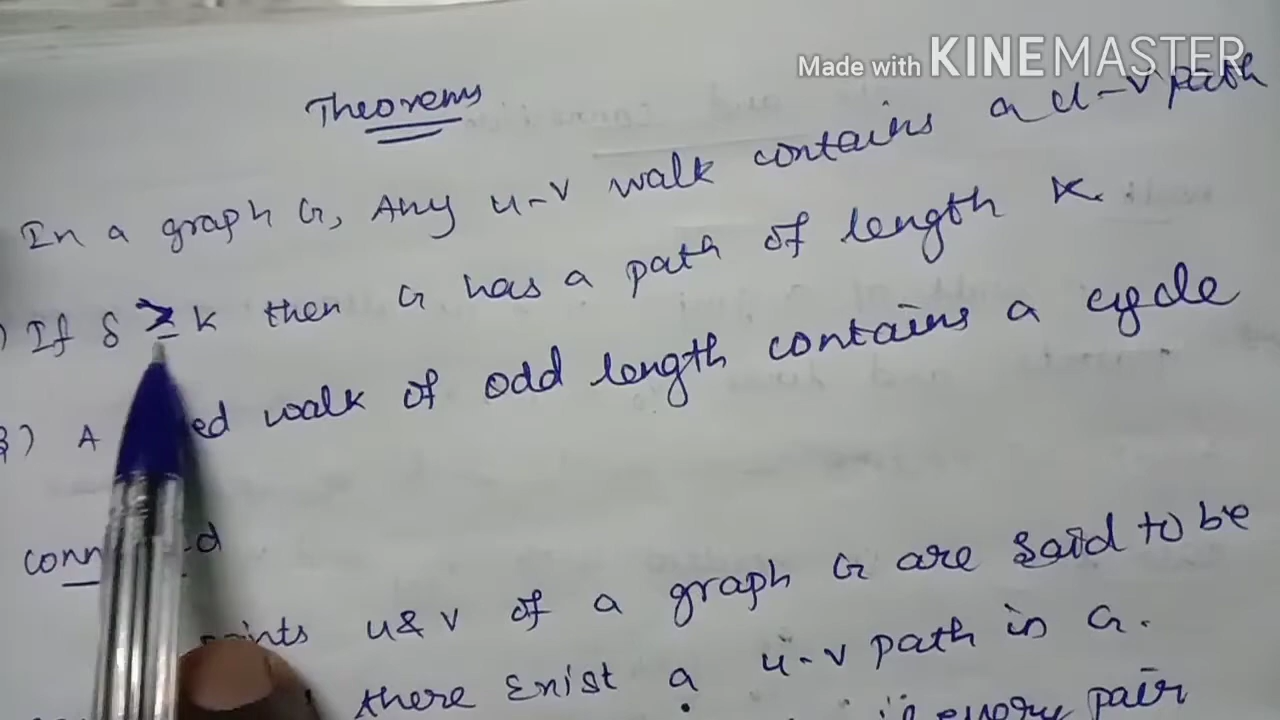 Made with KINEMASTER
Theorems
In a graph G, Any u-v walk contains a u-v path
) If δ ≥ k then G has a path of length K.
3) A ed walk of odd length contains a cycle
conn d
points u & v of a graph G are said to be
there Exist a u-v path in G.
every pair